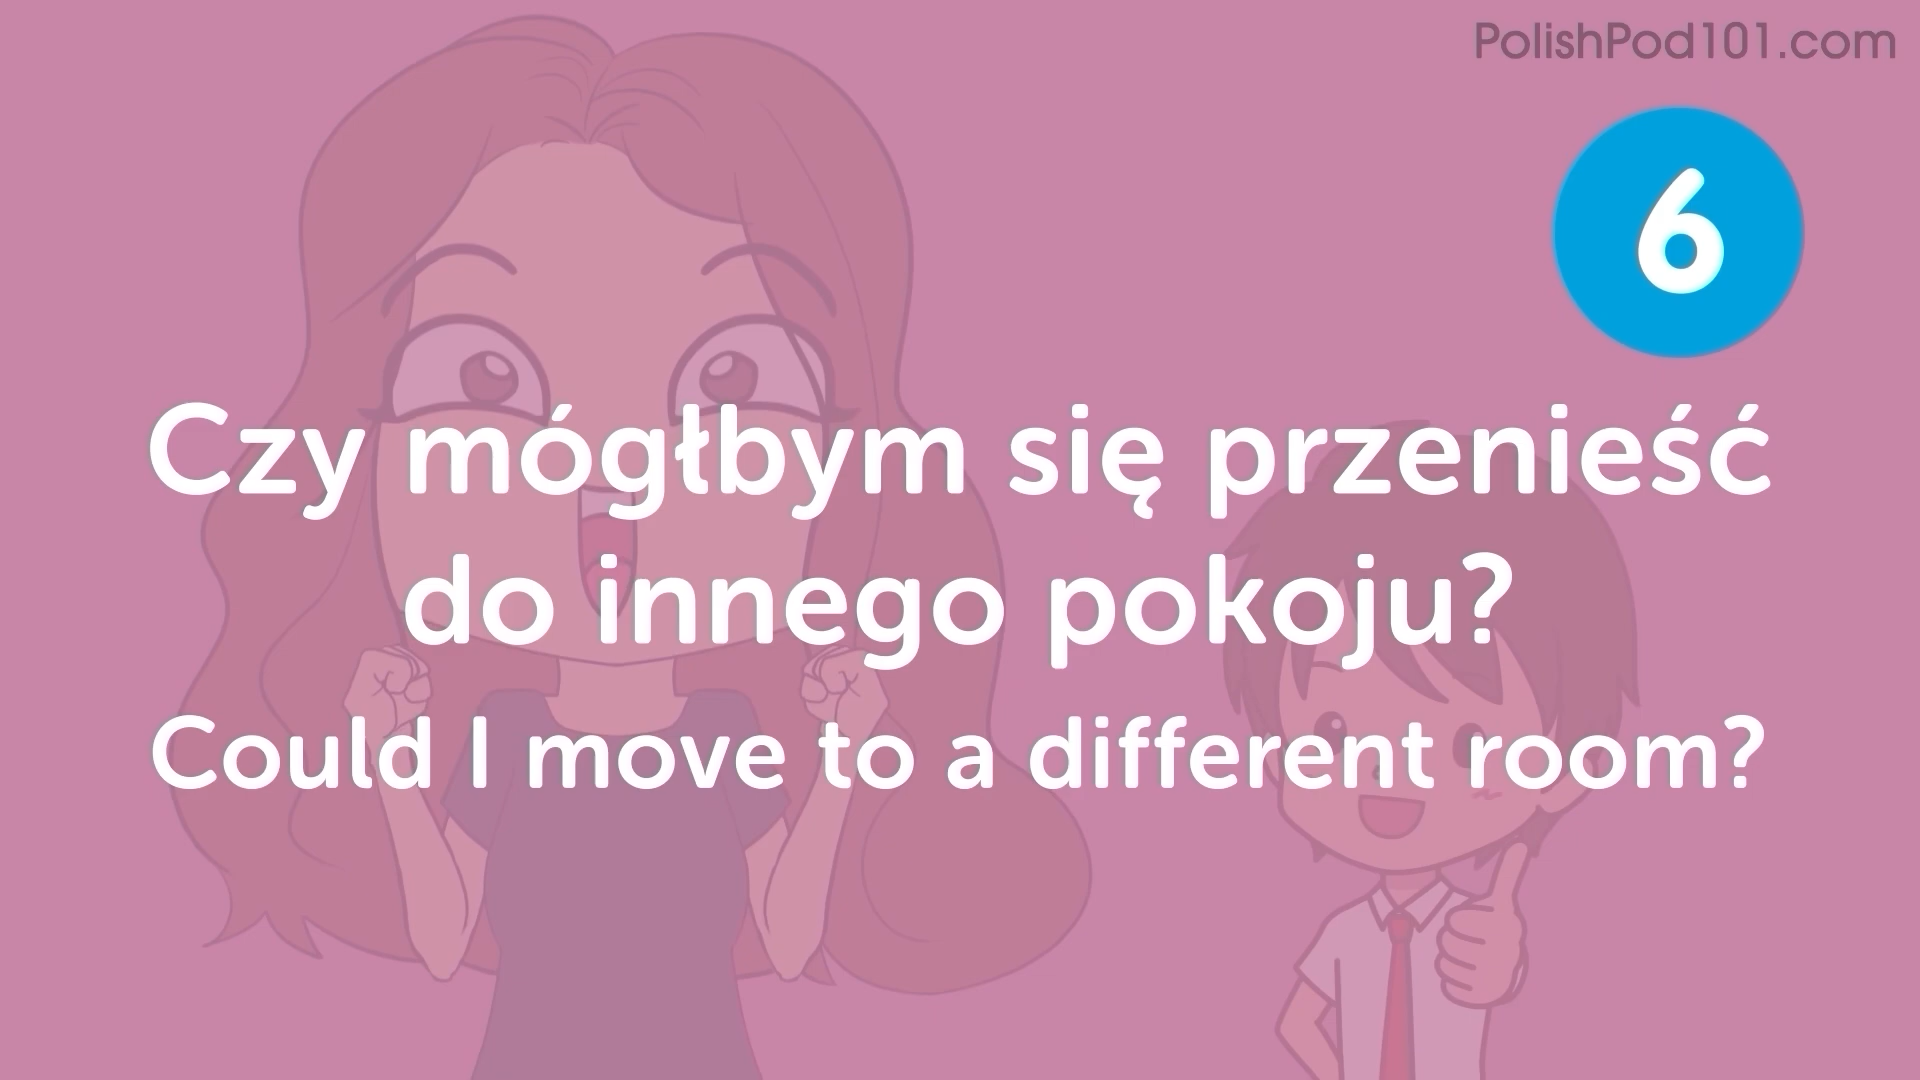 PolishPod101.com
6
Czy mógłbym się przenieść
do innego pokoju?
Could I move to a different room?